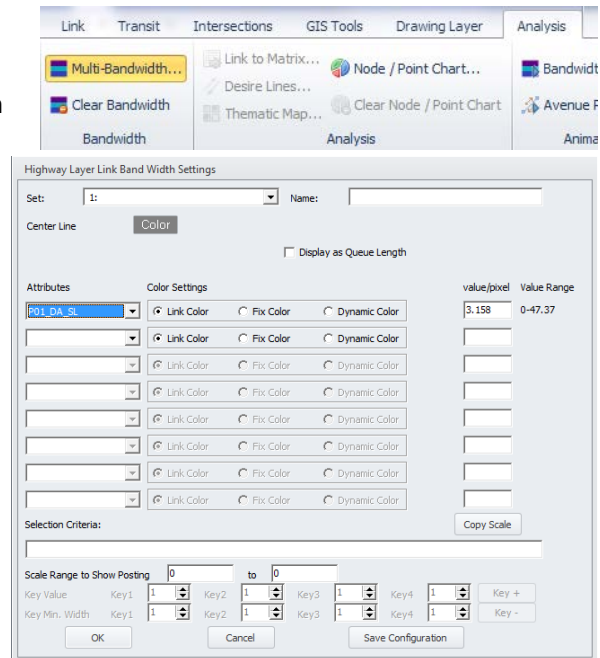 Link Transit Intersections GIS Tools Drawing Layer Analysis
Multi-Bandwidth... Link to Matrix... Node / Point Chart... Bandwidt
Desire Lines...
Clear Bandwidth Thematic Map... Clear Node / Point Chart Avenue P
Bandwidth Analysis Anima
Highway Layer Link Band Width Settings
Set: 1: Name:
Center Line Color
Display as Queue Length
Attributes Color Settings value/pixel Value Range
P01_DA_SL Link Color Fix Color Dynamic Color 3.158 0-47.37
Link Color Fix Color Dynamic Color
Link Color Fix Color Dynamic Color
Link Color Fix Color Dynamic Color
Link Color Fix Color Dynamic Color
Link Color Fix Color Dynamic Color
Link Color Fix Color Dynamic Color
Link Color Fix Color Dynamic Color
Selection Criteria: Copy Scale
Scale Range to Show Posting 0 to 0
Key Value Key1 1 Key2 1 Key3 1 Key4 1 Key +
Key Min. Width Key1 1 Key2 1 Key3 1 Key4 1 Key -
OK Cancel Save Configuration